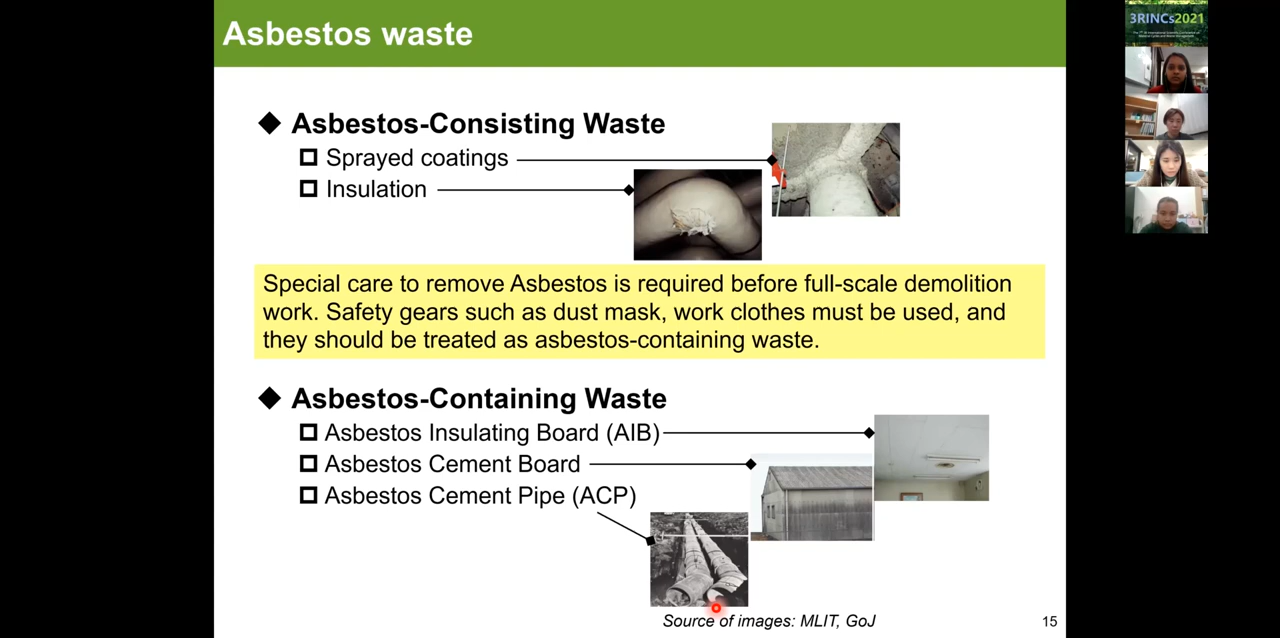 Asbestos waste
3RINCs2021
Asbestos-Consisting Waste
Sprayed coatings
Insulation
Special care to remove Asbestos is required before full-scale demolition
work. Safety gears such as dust mask, work clothes must be used, and
they should be treated as asbestos-containing waste.
Asbestos-Containing Waste
Asbestos Insulating Board (AIB)
Asbestos Cement Board
Asbestos Cement Pipe (ACP)
Source of images: MLIT, GoJ
15